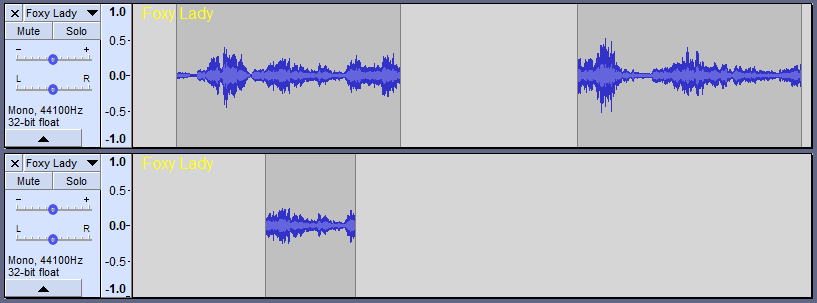 Foxy Lady
Mute Solo
- +
L R
Mono, 44100Hz
32-bit float
1.0
0.5-
0.0-
-0.5-
-1.0
Foxy Lady
Foxy Lady
Mute Solo
- +
L R
Mono, 44100Hz
32-bit float
1.0
0.5-
0.0-
-0.5-
-1.0
Foxy Lady